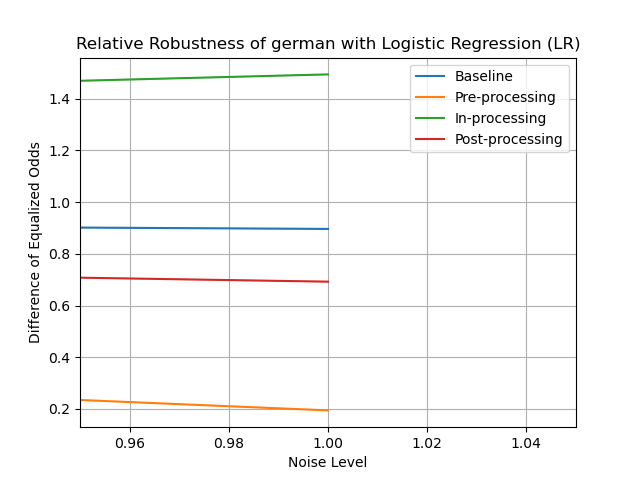 Relative Robustness of german with Logistic Regression (LR)
Baseline
Pre-processing
In-processing
Post-processing
Difference of Equalized Odds
1.4
1.2
1.0
0.8
0.6
0.4
0.2
0.96
0.98
1.00
1.02
1.04
Noise Level